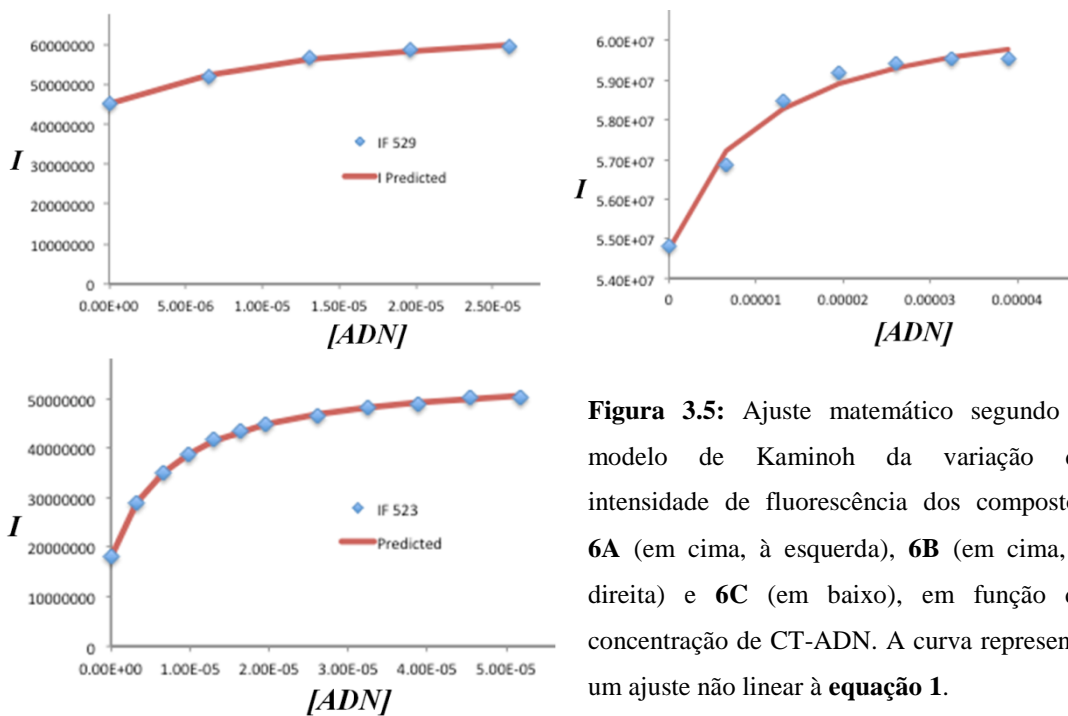 60000000
50000000
40000000
30000000
20000000
10000000
0
I
IF 529
I Predicted
0.00E+00 5.00E-06 1.00E-05 1.50E-05 2.00E-05 2.50E-05
[ADN]
6.00E+07
5.90E+07
5.80E+07
5.70E+07
5.60E+07
5.50E+07
5.40E+07
I
0 0.00001 0.00002 0.00003 0.00004
[ADN]
50000000
40000000
30000000
20000000
10000000
0
I
IF 523
Predicted
0.00E+00 1.00E-05 2.00E-05 3.00E-05 4.00E-05 5.00E-05
[ADN]
Figura 3.5: Ajuste matemático segundo
modelo de Kaminoh da variação
intensidade de fluorescência dos
6A (em cima, à esquerda), 6B (em cima,
direita) e 6C (em baixo), em função
concentração de CT-ADN. A curva
um ajuste não linear à equação 1.